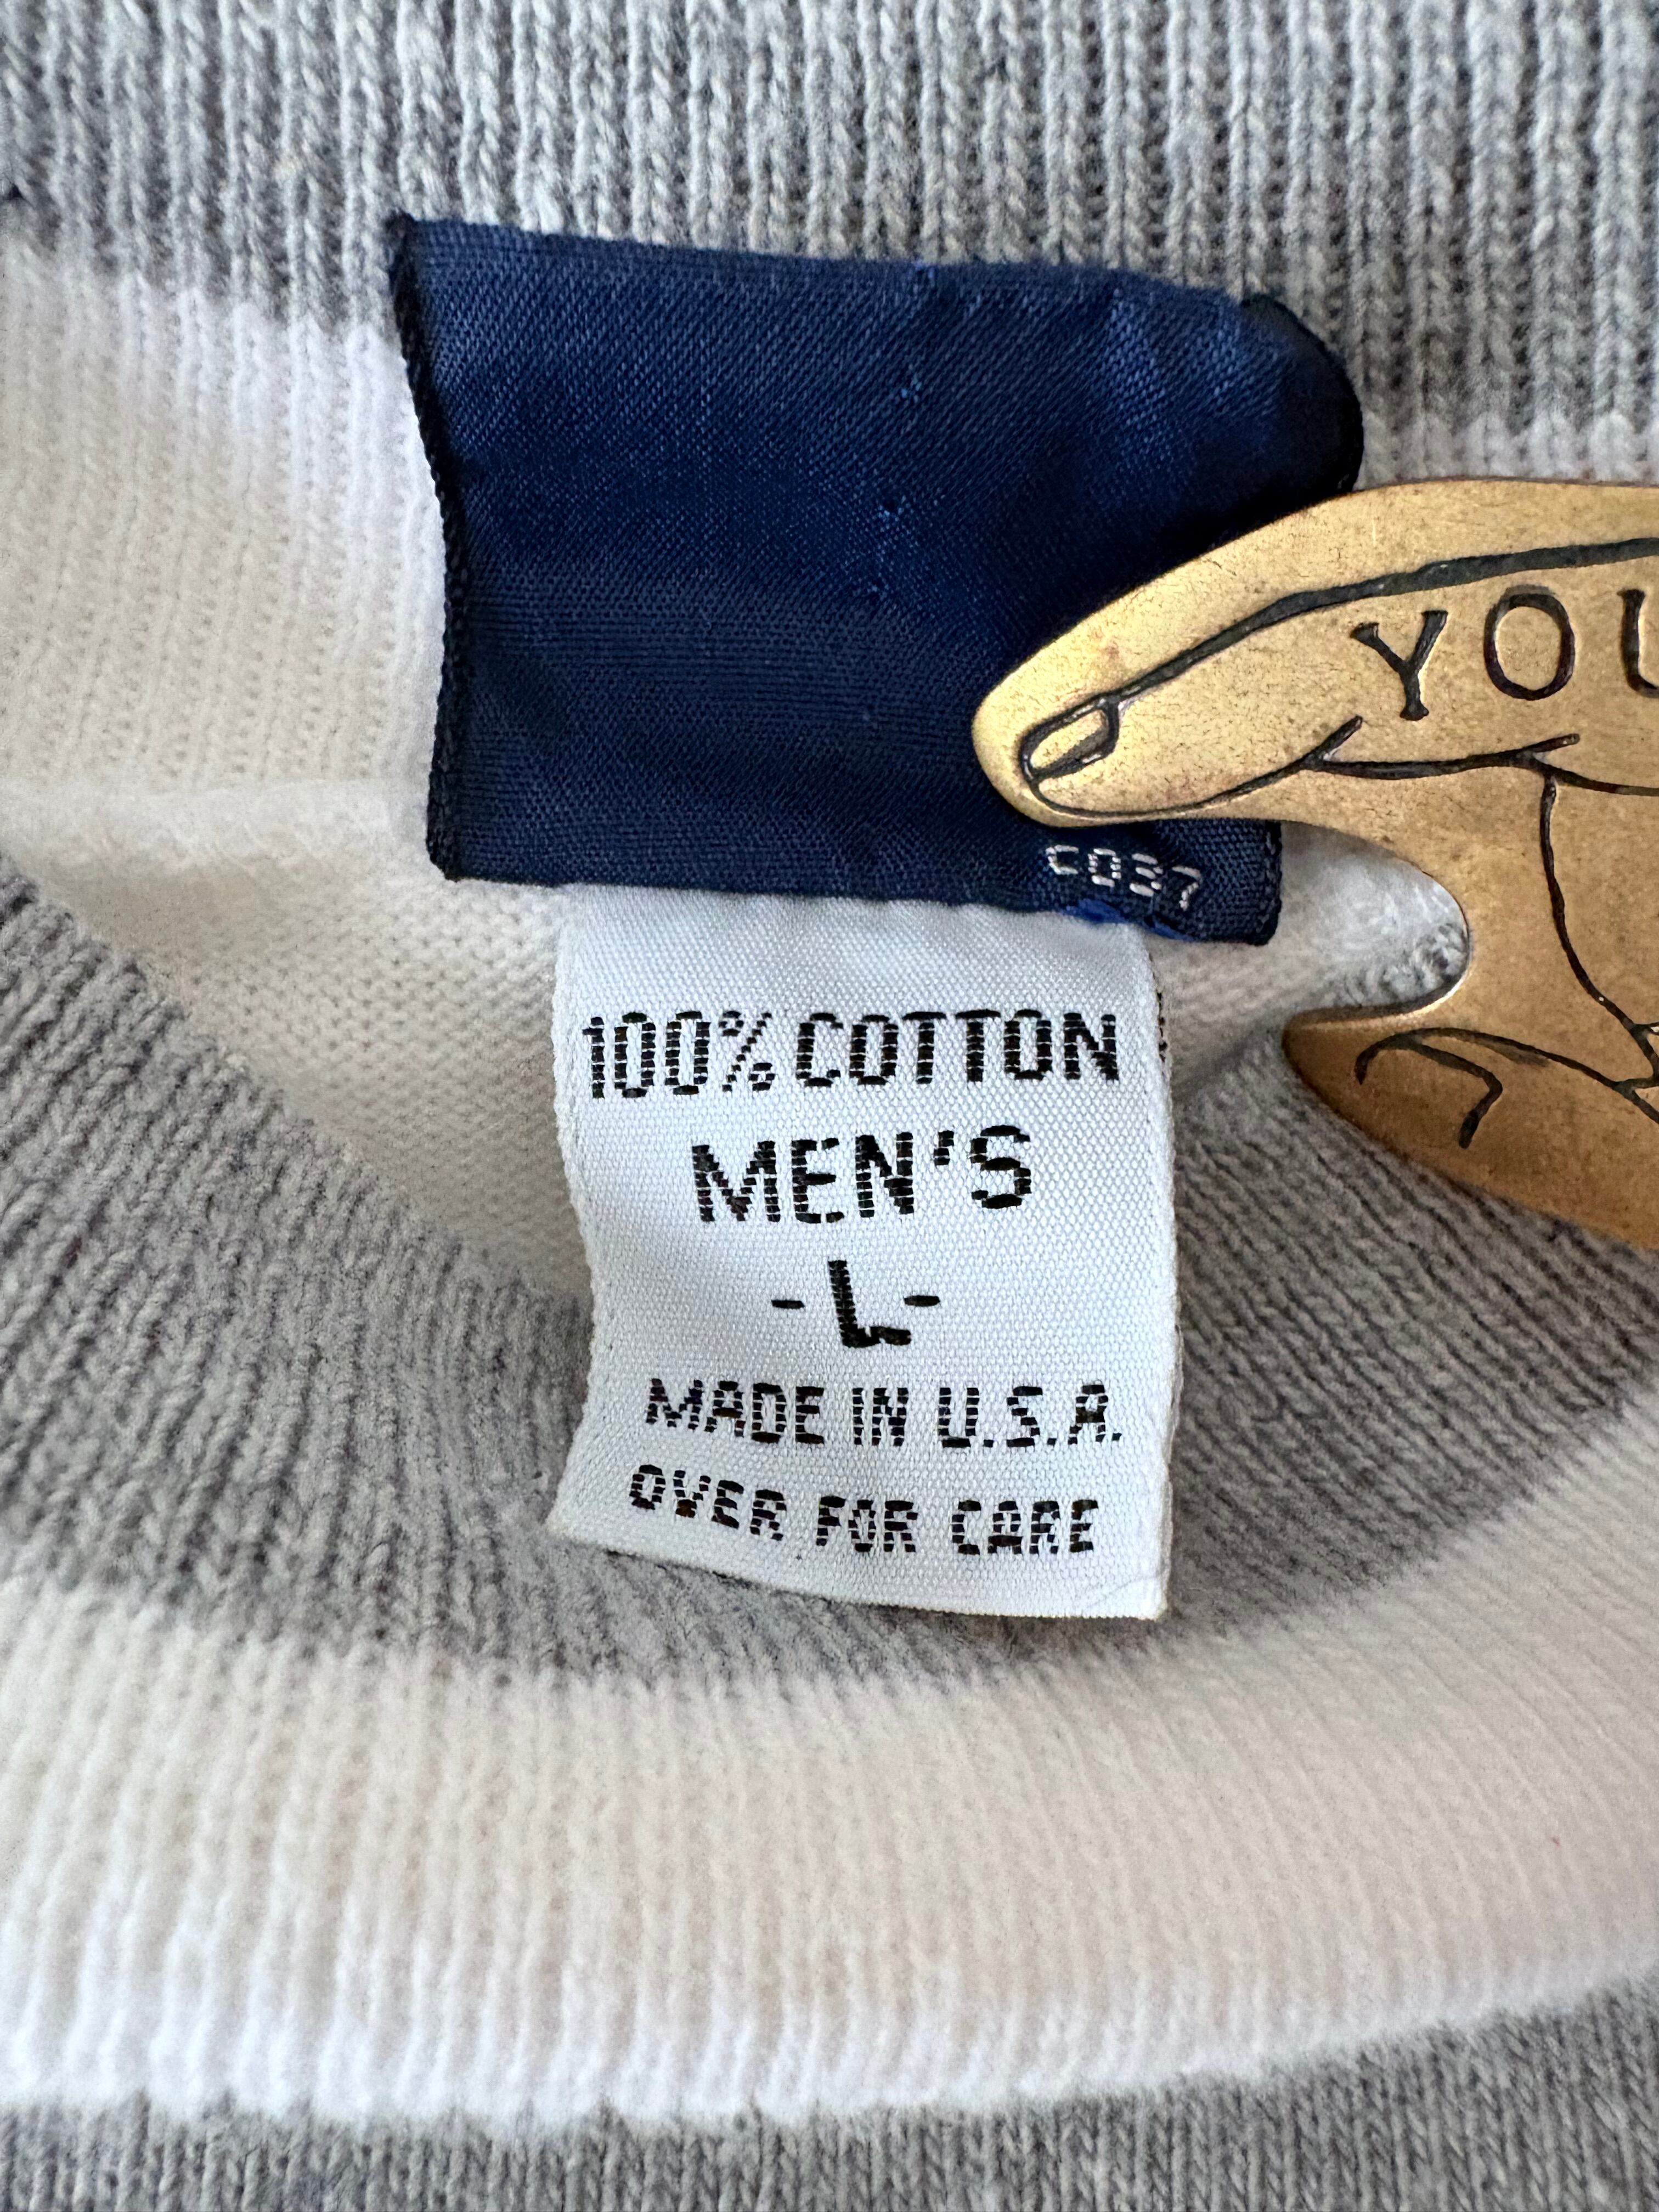 YOU
C037
100% COTTON
MEN'S
-L-
MADE IN U.S.A.
OVER FOR CARE